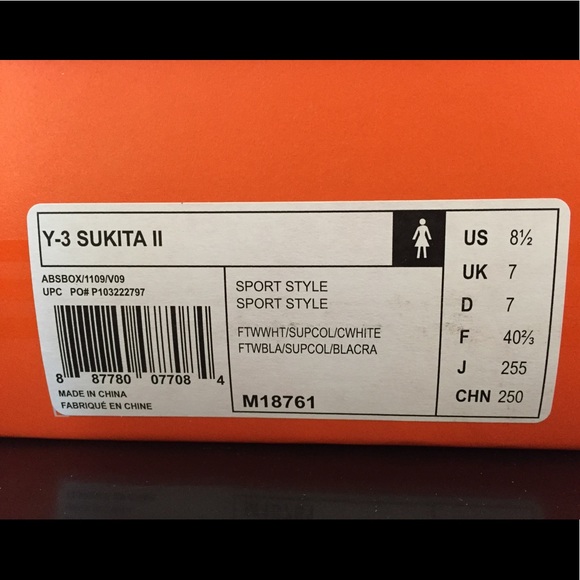 Y-3 SUKITA II
ABSBOX/1109/V09
UPC PO# P103222797
8 87780 07708 4
MADE IN CHINA
FABRIQUÉ EN CHINE
SPORT STYLE
SPORT STYLE
FTWWHT/SUPCOL/CWHITE
FTWBLA/SUPCOL/BLACRA
M18761
US 8½
UK 7
D 7
F 40⅔
J 255
CHN 250